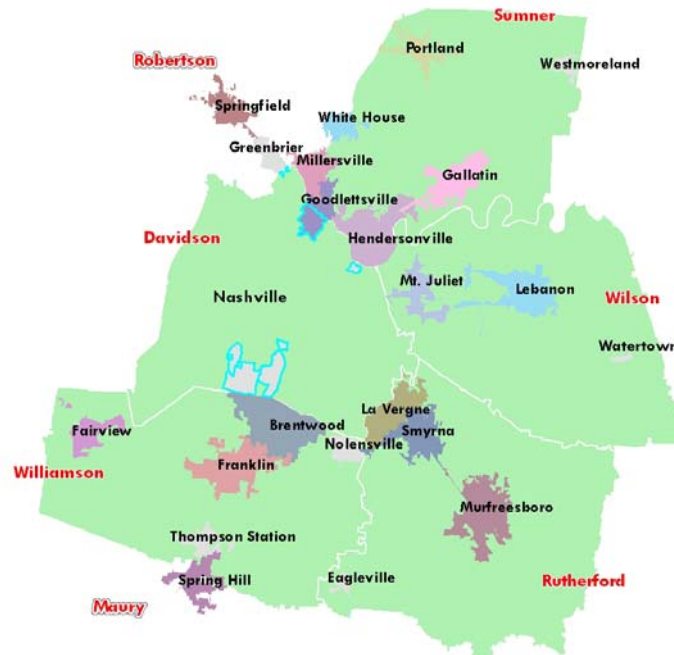 Sumner
Portland
Robertson
Westmoreland
Springfield
White House
Greenbrier
Millersville
Gallatin
Goodlettsville
Davidson
Hendersonville
Mt. Juliet
Nashville
Lebanon
Wilson
Watertown
La Vergne
Fairview
Brentwood
Smyrna
Nolensville
Williamson
Franklin
Murfreesboro
Thompson Station
Spring Hill
Eagleville
Rutherford
Maury